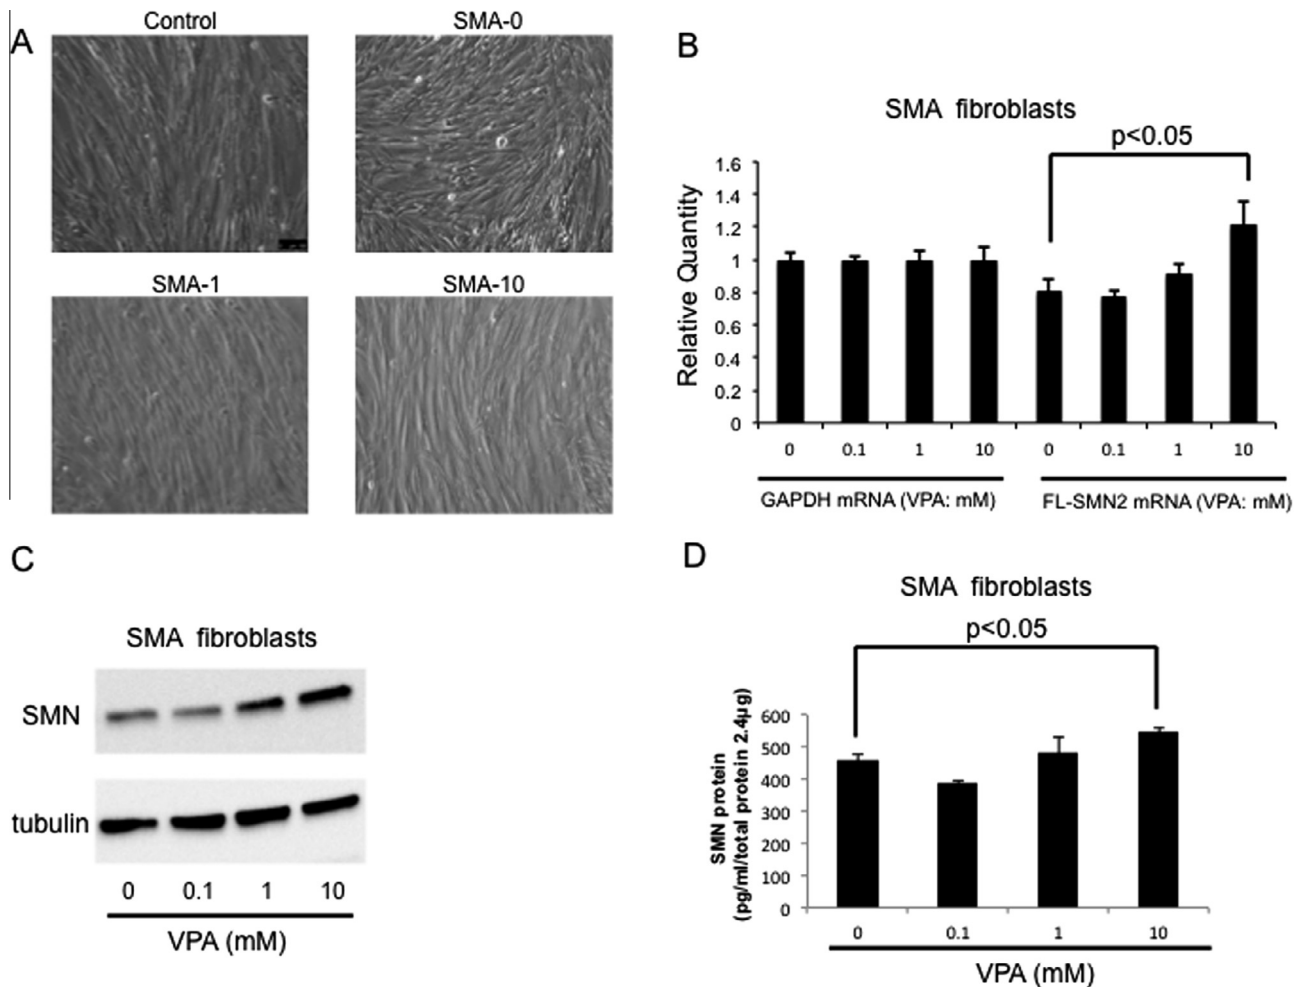 A
Control
SMA-0
SMA-1
SMA-10
B
SMA fibroblasts
p<0.05
Relative Quantity
1.6
1.4
1.2
1
0.8
0.6
0.4
0.2
0
0 0.1 1 10 0 0.1 1 10
GAPDH mRNA (VPA: mM) FL-SMN2 mRNA (VPA: mM)
C
SMA fibroblasts
SMN
tubulin
0 0.1 1 10
VPA (mM)
D
SMA fibroblasts
p<0.05
SMN protein
(pg/ml/total protein 2.4µg)
600
500
400
300
200
100
0
0 0.1 1 10
VPA (mM)